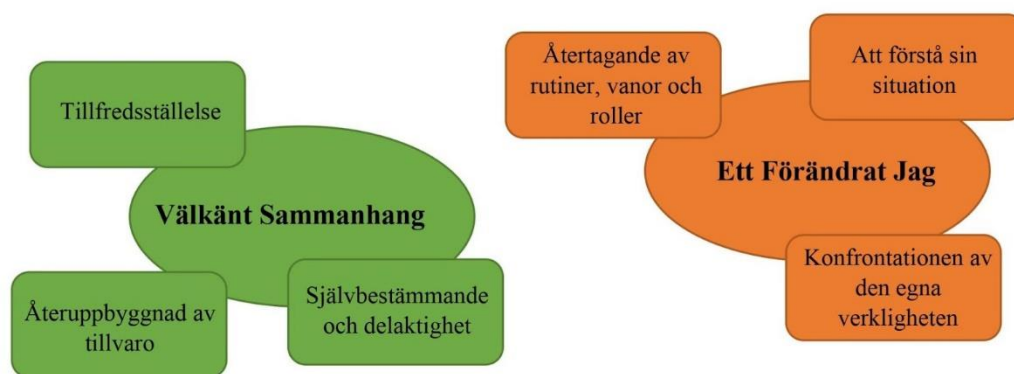 Tillfredsställelse
Välkänt Sammanhang
Återuppbyggnad av
tillvaro
Självbestämmande
och delaktighet
Återtagande av
rutiner, vanor och
roller
Att förstå sin
situation
Ett Förändrat Jag
Konfrontationen av
den egna
verkligheten